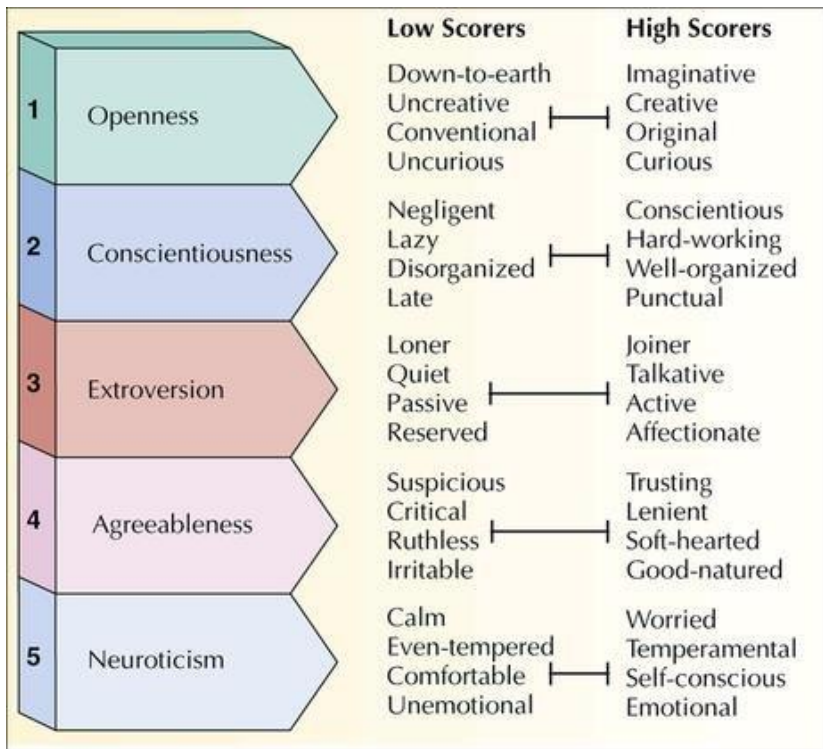 Low Scorers High Scorers
1 Openness
Down-to-earth Imaginative
Uncreative Creative
Conventional Original
Uncurious Curious
2 Conscientiousness
Negligent Conscientious
Lazy Hard-working
Disorganized Well-organized
Late Punctual
3 Extroversion
Loner Joiner
Quiet Talkative
Passive Active
Reserved Affectionate
4 Agreeableness
Suspicious Trusting
Critical Lenient
Ruthless Soft-hearted
Irritable Good-natured
5 Neuroticism
Calm Worried
Even-tempered Temperamental
Comfortable Self-conscious
Unemotional Emotional